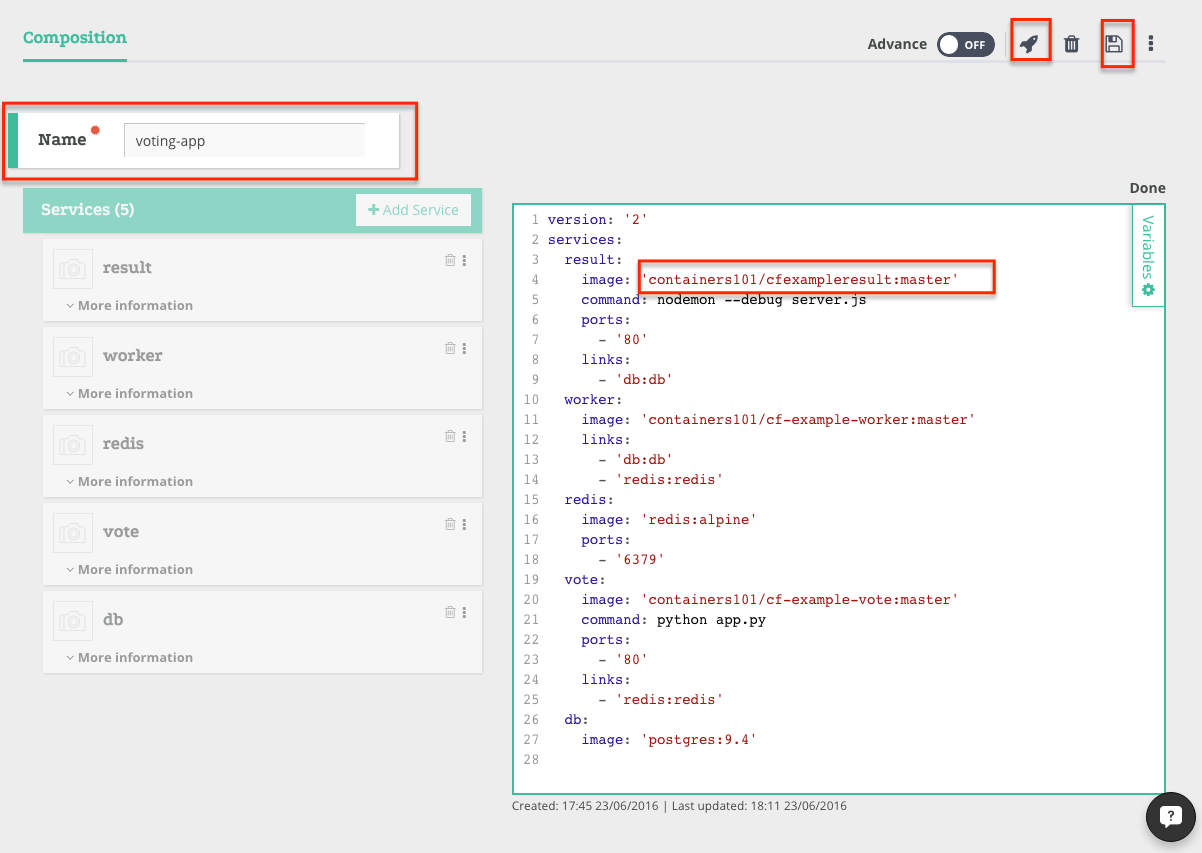 Composition
Advance OFF
Name voting-app
Services (5) Add Service
result
More information
worker
More information
redis
More information
vote
More information
db
More information
Done
1 version: '2'
2 services:
3   result:
4     image: 'containers101/cfexampleresult:master'
5     command: nodemon --debug server.js
6     ports:
7       - '80'
8     links:
9       - 'db:db'
10   worker:
11     image: 'containers101/cf-example-worker:master'
12     links:
13       - 'db:db'
14       - 'redis:redis'
15   redis:
16     image: 'redis:alpine'
17     ports:
18       - '6379'
19   vote:
20     image: 'containers101/cf-example-vote:master'
21     command: python app.py
22     ports:
23       - '80'
24     links:
25       - 'redis:redis'
26   db:
27     image: 'postgres:9.4'
28
Variables
Created: 17:45 23/06/2016 | Last updated: 18:11 23/06/2016
?